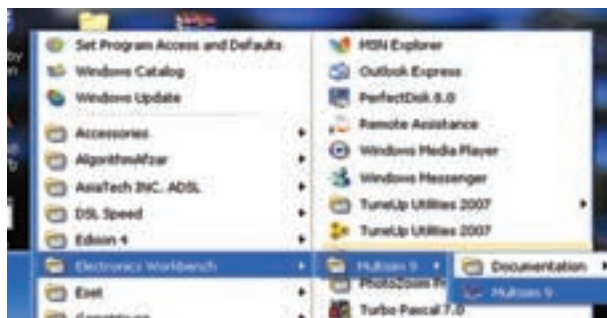 Set Program Access and Defaults
Windows Catalog
Windows Update
Accessories
AlgorithmAfzar
AsiaTech INC. ADSL
DSL Speed
Edison 4
Electronics Workbench
Eset
MSN Explorer
Outlook Express
PerfectDisk 8.0
Remote Assistance
Windows Media Player
Windows Messenger
TuneUp Utilities 2007
TuneUp Utilities 2007
Multisim 9
PhotoZoom
Turbo Pascal 7.0
Documentation
Multisim 9